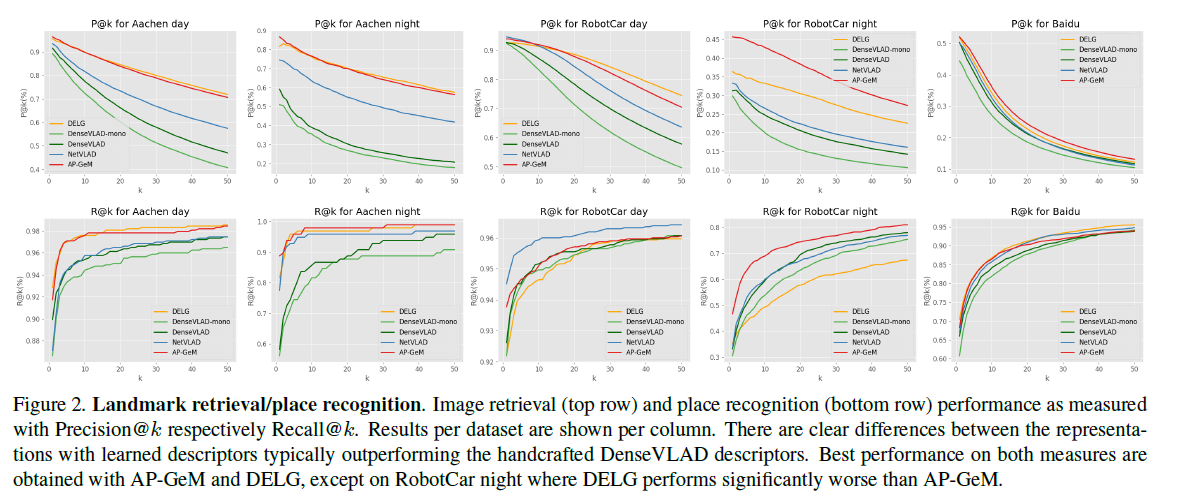 P@k for Aachen day
P@k(%)
0.9
0.8
0.7
0.6
0.5
0.4
DELG
DenseVLAD-mono
DenseVLAD
NetVLAD
AP-GeM
0 10 20 30 40 50
k
P@k for Aachen night
P@k(%)
0.9
0.8
0.7
0.6
0.5
0.4
0.3
0.2
0 10 20 30 40 50
k
P@k for RobotCar day
P@k(%)
0.9
0.8
0.7
0.6
0.5
DELG
DenseVLAD-mono
DenseVLAD
NetVLAD
AP-GeM
0 10 20 30 40 50
k
P@k for RobotCar night
P@k(%)
0.45
0.40
0.35
0.30
0.25
0.20
0.15
0.10
DELG
DenseVLAD-mono
DenseVLAD
NetVLAD
AP-GeM
0 10 20 30 40 50
k
P@k for Baidu
P@k(%)
0.5
0.4
0.3
0.2
0.1
DELG
DenseVLAD-mono
DenseVLAD
NetVLAD
AP-GeM
0 10 20 30 40 50
k
R@k for Aachen day
R@k(%)
0.98
0.96
0.94
0.92
0.90
0.88
DELG
DenseVLAD-mono
DenseVLAD
NetVLAD
AP-GeM
0 10 20 30 40 50
k
R@k for Aachen night
R@k(%)
1.0
0.9
0.8
0.7
0.6
DELG
DenseVLAD-mono
DenseVLAD
NetVLAD
AP-GeM
0 10 20 30 40 50
k
R@k for RobotCar day
R@k(%)
0.96
0.95
0.94
0.93
0.92
DELG
DenseVLAD-mono
DenseVLAD
NetVLAD
AP-GeM
0 10 20 30 40 50
k
R@k for RobotCar night
R@k(%)
0.8
0.7
0.6
0.5
0.4
0.3
DELG
DenseVLAD-mono
DenseVLAD
NetVLAD
AP-GeM
0 10 20 30 40 50
k
R@k for Baidu
R@k(%)
0.95
0.90
0.85
0.80
0.75
0.70
0.65
0.60
DELG
DenseVLAD-mono
DenseVLAD
NetVLAD
AP-GeM
0 10 20 30 40 50
k
Figure 2. Landmark retrieval/place recognition. Image retrieval (top row) and place recognition (bottom row) performance as measured
with Precision@k respectively Recall@k. Results per dataset are shown per column. There are clear differences between the representa-
tions with learned descriptors typically outperforming the handcrafted DenseVLAD descriptors. Best performance on both measures are
obtained with AP-GeM and DELG, except on RobotCar night where DELG performs significantly worse than AP-GeM.